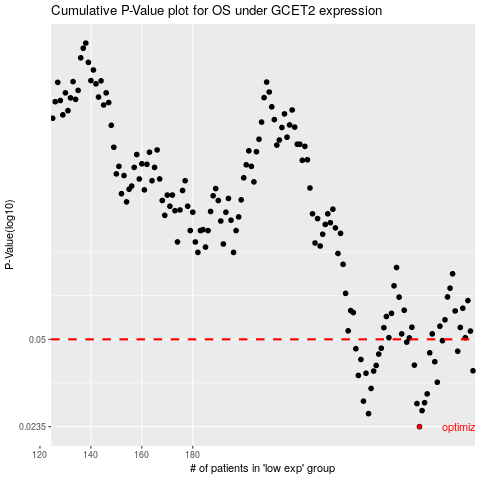 Cumulative P-Value plot for OS under GCET2 expression
P-Value(log10)
0.05
0.0235
optimiz
120 140 160 180
# of patients in 'low exp' group